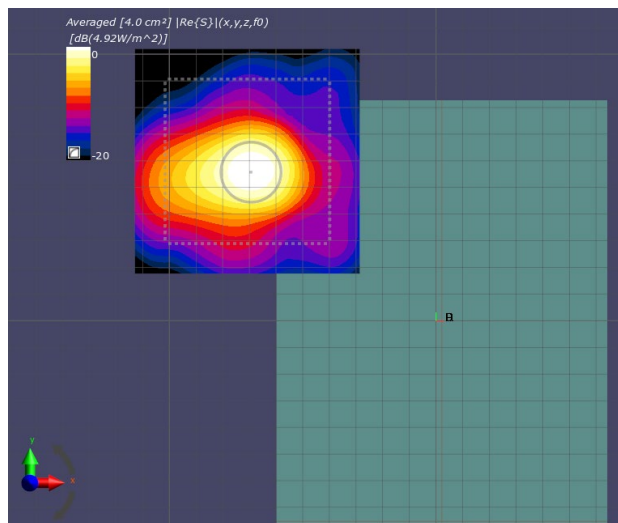 Averaged [4.0 cm²] |Re{S}|(x,y,z,f0)
[dB(4.92W/m^2)]
0
-20
y
x